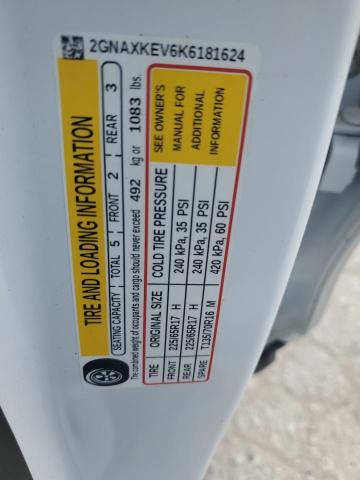 2GNAXKEV6K6181624
TIRE AND LOADING INFORMATION
SEATING CAPACITY TOTAL 5 FRONT 2 REAR 3
The combined weight of occupants and cargo should never exceed 492 kg or 1083 lbs.
TIRE ORIGINAL SIZE COLD TIRE PRESSURE
FRONT 225/65R17 H 240 kPa, 35 PSI
REAR 225/65R17 H 240 kPa, 35 PSI
SPARE T135/70R16 M 420 kPa, 60 PSI
SEE OWNER'S
MANUAL FOR
ADDITIONAL
INFORMATION